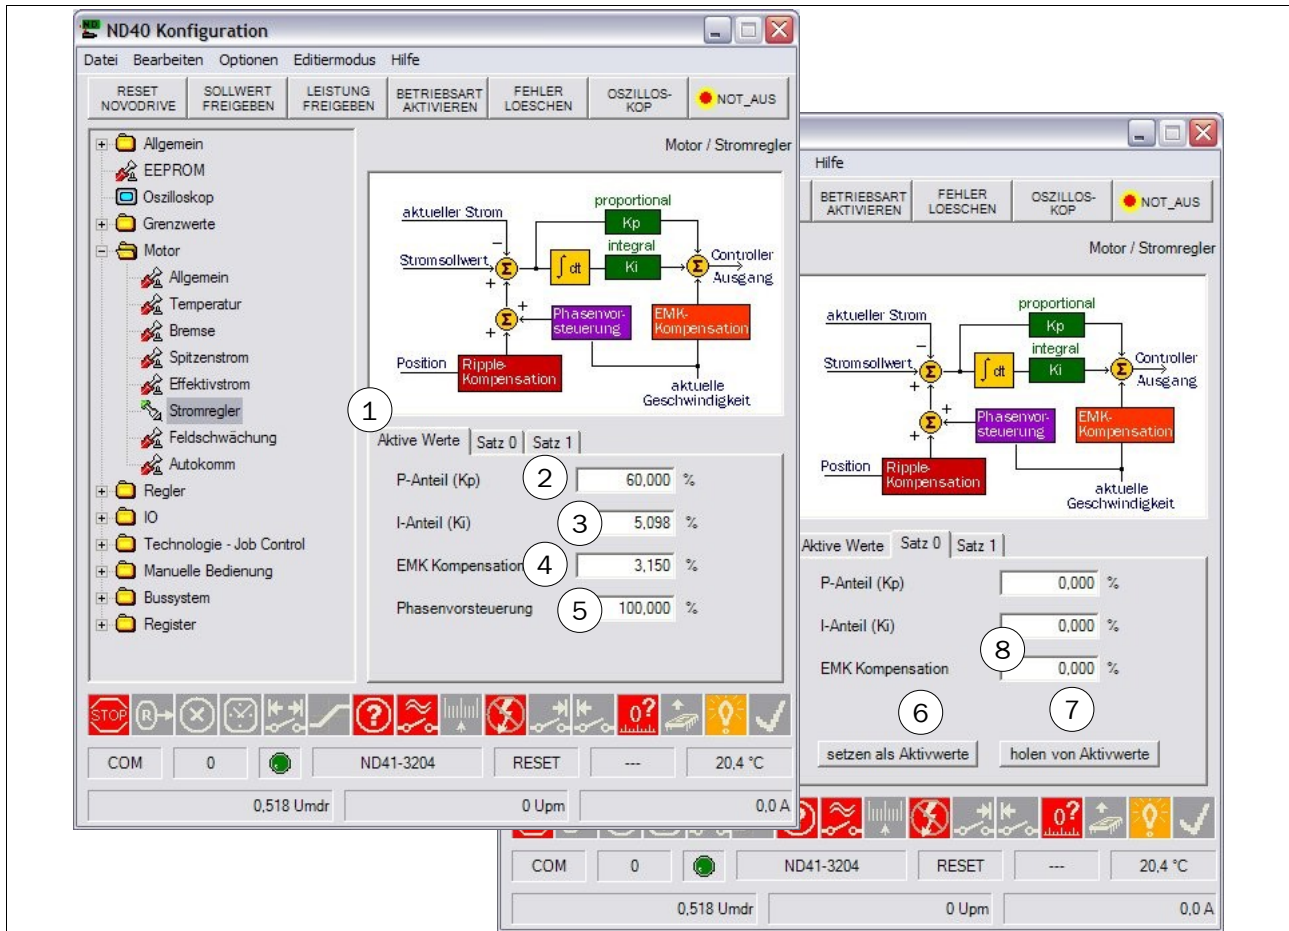 ND40 Konfiguration
Datei Bearbeiten Optionen Editiermodus Hilfe
RESET NOVODRIVE
SOLLWERT FREIGEBEN
LEISTUNG FREIGEBEN
BETRIEBSART AKTIVIEREN
FEHLER LOESCHEN
OSZILLOS-KOP
NOT_AUS
Allgemein
EEPROM
Oszilloskop
Grenzwerte
Motor
Allgemein
Temperatur
Bremse
Spitzenstrom
Effektivstrom
Stromregler
Feldschwächung
Autokomm
Regler
IO
Technologie - Job Control
Manuelle Bedienung
Bussystem
Register
Motor / Stromregler
aktueller Strom
proportional
Kp
integral
Stromsollwert
Σ
∫ dt
Ki
Σ
Controller
Ausgang
−
+
+
+
Σ
Phasenvor-
steuerung
EMK-
Kompensation
Position
Ripple-
Kompensation
aktuelle
Geschwindigkeit
1
Aktive Werte Satz 0 Satz 1
P-Anteil (Kp) 2 60,000 %
I-Anteil (Ki) 3 5,098 %
EMK Kompensation 4 3,150 %
Phasenvorsteuerung 5 100,000 %
STOP
R
?
0?
COM 0 ND41-3204 RESET --- 20,4 °C
0,518 Umdr 0 Upm 0,0 A
Hilfe
BETRIEBSART AKTIVIEREN
FEHLER LOESCHEN
OSZILLOS-KOP
NOT_AUS
Motor / Stromregler
aktueller Strom
proportional
Kp
integral
Stromsollwert
Σ
∫ dt
Ki
Σ
Controller
Ausgang
−
+
+
+
Σ
Phasenvor-
steuerung
EMK-
Kompensation
Position
Ripple-
Kompensation
aktuelle
Geschwindigkeit
Aktive Werte Satz 0 Satz 1
P-Anteil (Kp) 0,000 %
I-Anteil (Ki) 0,000 %
8
EMK Kompensation 0,000 %
6 7
setzen als Aktivwerte holen von Aktivwerte
0?
COM 0 ND41-3204 RESET --- 20,4 °C
0,518 Umdr 0 Upm 0,0 A